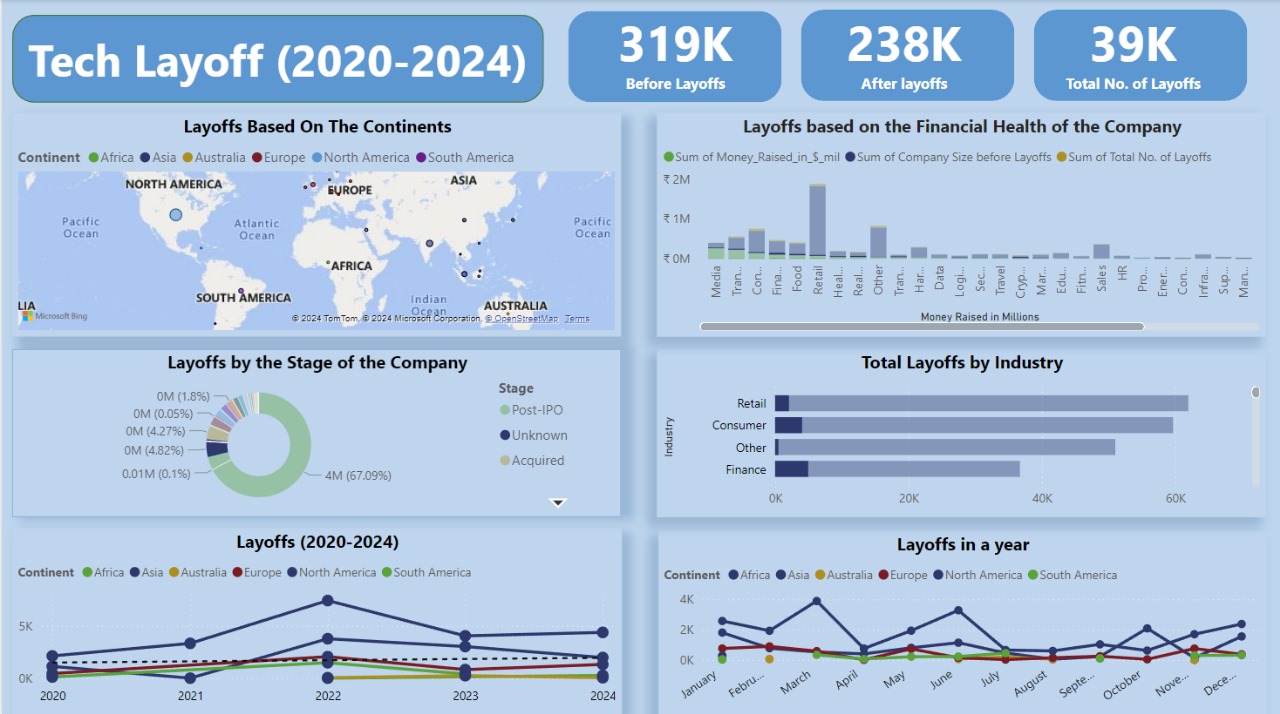 Tech Layoff (2020-2024)
319K
Before Layoffs
238K
After layoffs
39K
Total No. of Layoffs
Layoffs Based On The Continents
Continent Africa Asia Australia Europe North America South America
NORTH AMERICA
EUROPE
ASIA
Pacific
Ocean
Atlantic
Ocean
Pacific
Ocean
AFRICA
SOUTH AMERICA
Indian
Ocean
AUSTRALIA
LIA
Microsoft Bing
© 2024 TomTom, © 2024 Microsoft Corporation, © OpenStreetMap Terms
Layoffs based on the Financial Health of the Company
Sum of Money_Raised_in_$_mil Sum of Company Size before Layoffs Sum of Total No. of Layoffs
₹ 2M
₹ 1M
₹ 0M
Media
Tran...
Con...
Fina...
Food
Retail
Heal...
Real...
Other
Tran...
Har...
Data
Logi...
Sec...
Travel
Cryp...
Mar...
Edu...
Fitn...
Sales
HR
Pro...
Ener...
Con...
Infra...
Sup...
Man...
Money Raised in Millions
Layoffs by the Stage of the Company
0M (1.8%)
0M (0.05%)
0M (4.27%)
0M (4.82%)
0.01M (0.1%)
4M (67.09%)
Stage
Post-IPO
Unknown
Acquired
Total Layoffs by Industry
Industry
Retail
Consumer
Other
Finance
0K 20K 40K 60K
Layoffs (2020-2024)
Continent Africa Asia Australia Europe North America South America
5K
0K
2020 2021 2022 2023 2024
Layoffs in a year
Continent Africa Asia Australia Europe North America South America
4K
2K
0K
January Febru... March April May June July August Septe... October Nove... Dece...